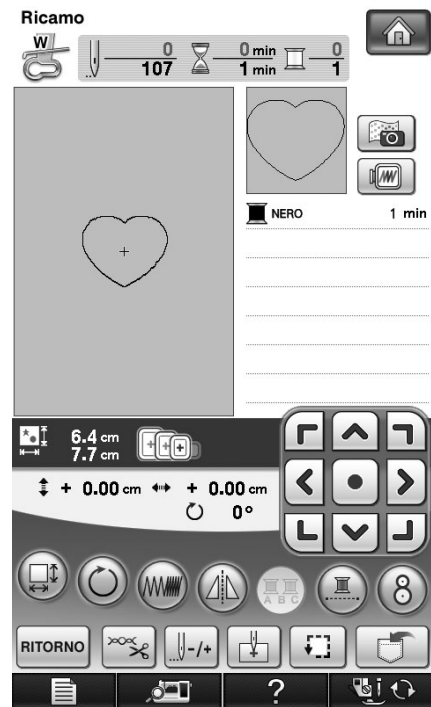 Ricamo
W
0 0 min 0
107 1 min 1
NERO 1 min
6.4 cm
7.7 cm
+ 0.00 cm + 0.00 cm
0°
A B C
8
RITORNO
-/+
?